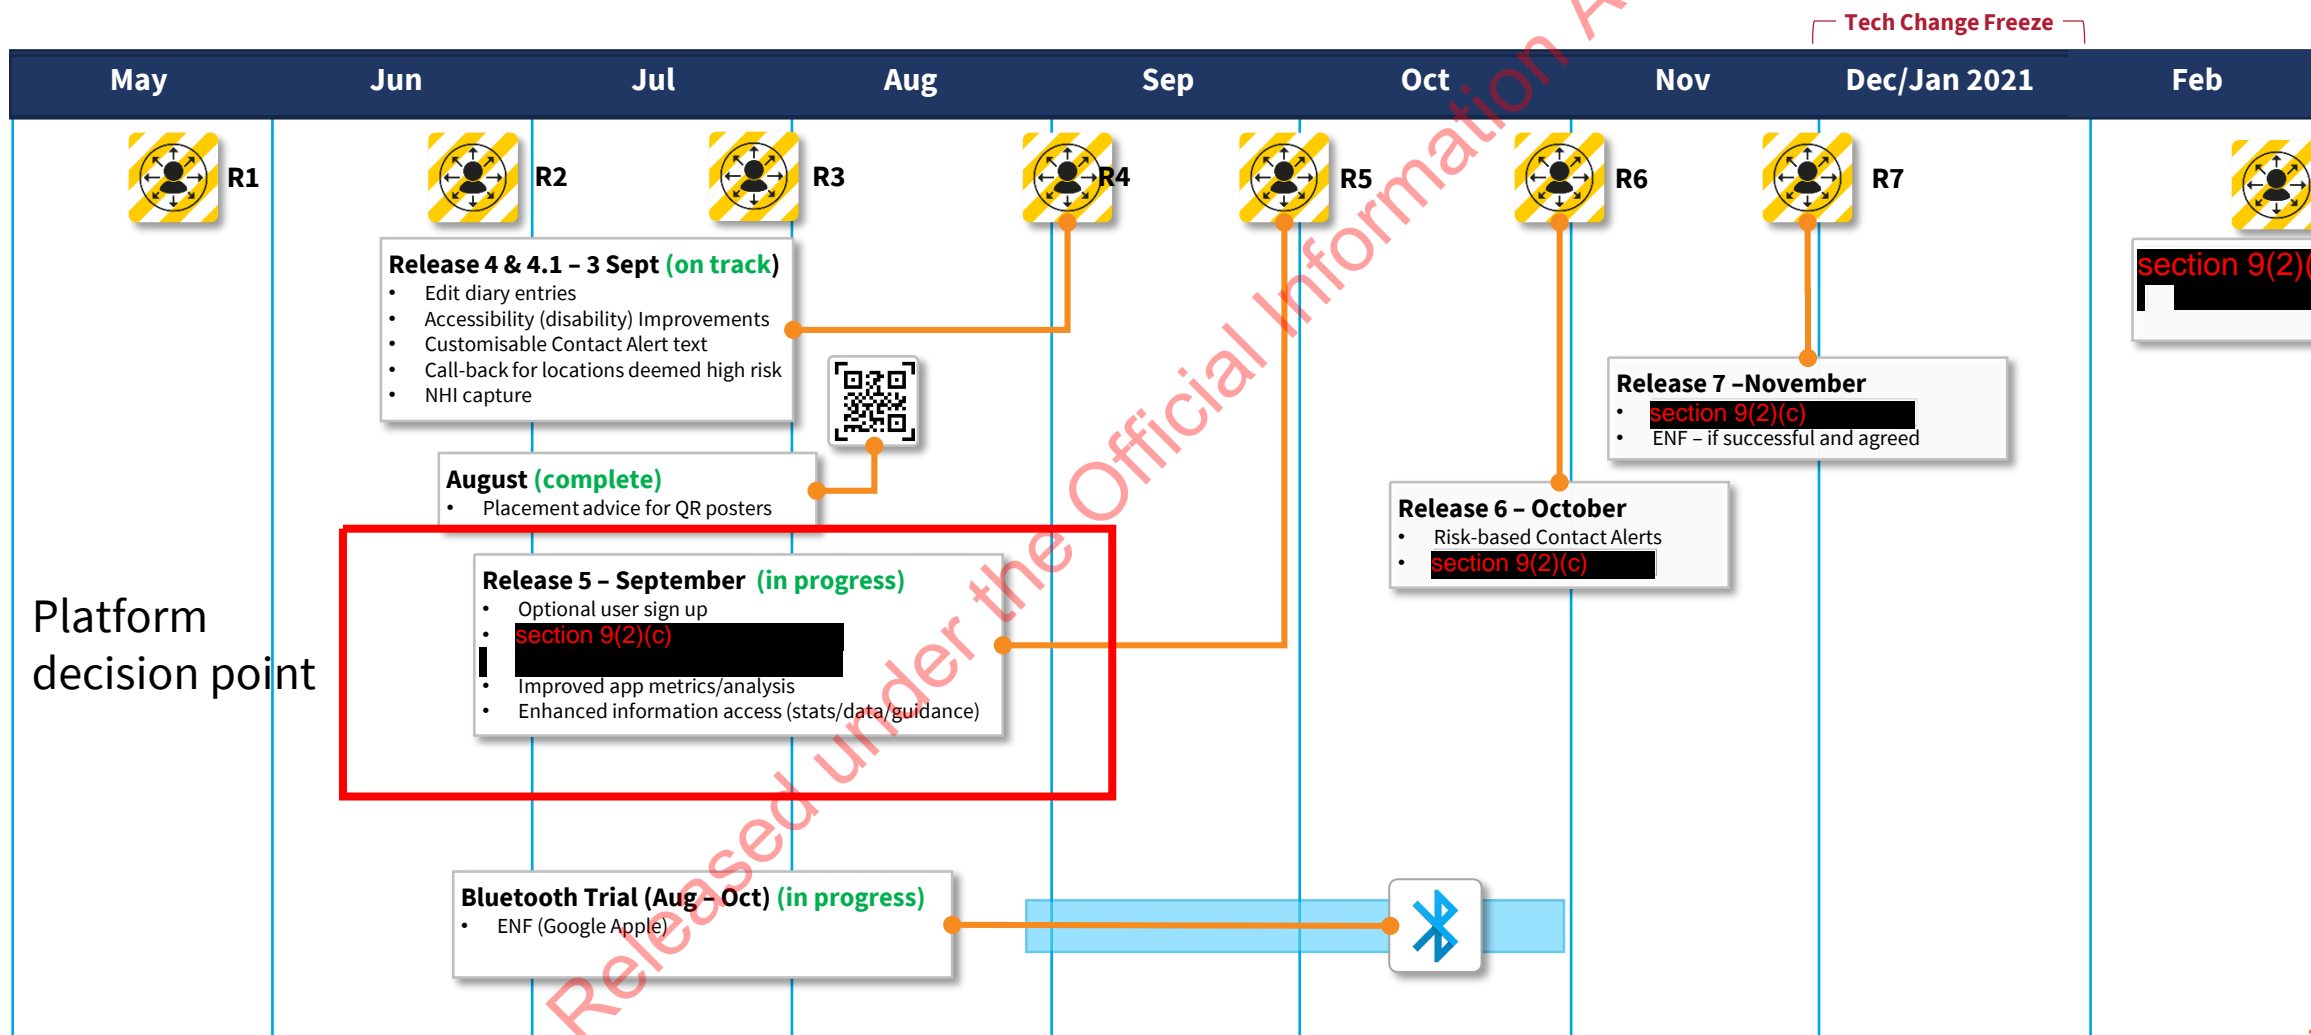 Tech Change Freeze
May Jun Jul Aug Sep Oct Nov Dec/Jan 2021 Feb
R1 R2 R3 R4 R5 R6 R7
Release 4 & 4.1 – 3 Sept (on track)
• Edit diary entries
• Accessibility (disability) Improvements
• Customisable Contact Alert text
• Call-back for locations deemed high risk
• NHI capture
section 9(2)(
August (complete)
• Placement advice for QR posters
Release 7 –November
• section 9(2)(c)
• ENF – if successful and agreed
Release 6 – October
• Risk-based Contact Alerts
• section 9(2)(c)
Platform
decision point
Release 5 – September (in progress)
• Optional user sign up
• section 9(2)(c)
• Improved app metrics/analysis
• Enhanced information access (stats/data/guidance)
Bluetooth Trial (Aug – Oct) (in progress)
• ENF (Google Apple)
Released under the Official Information A